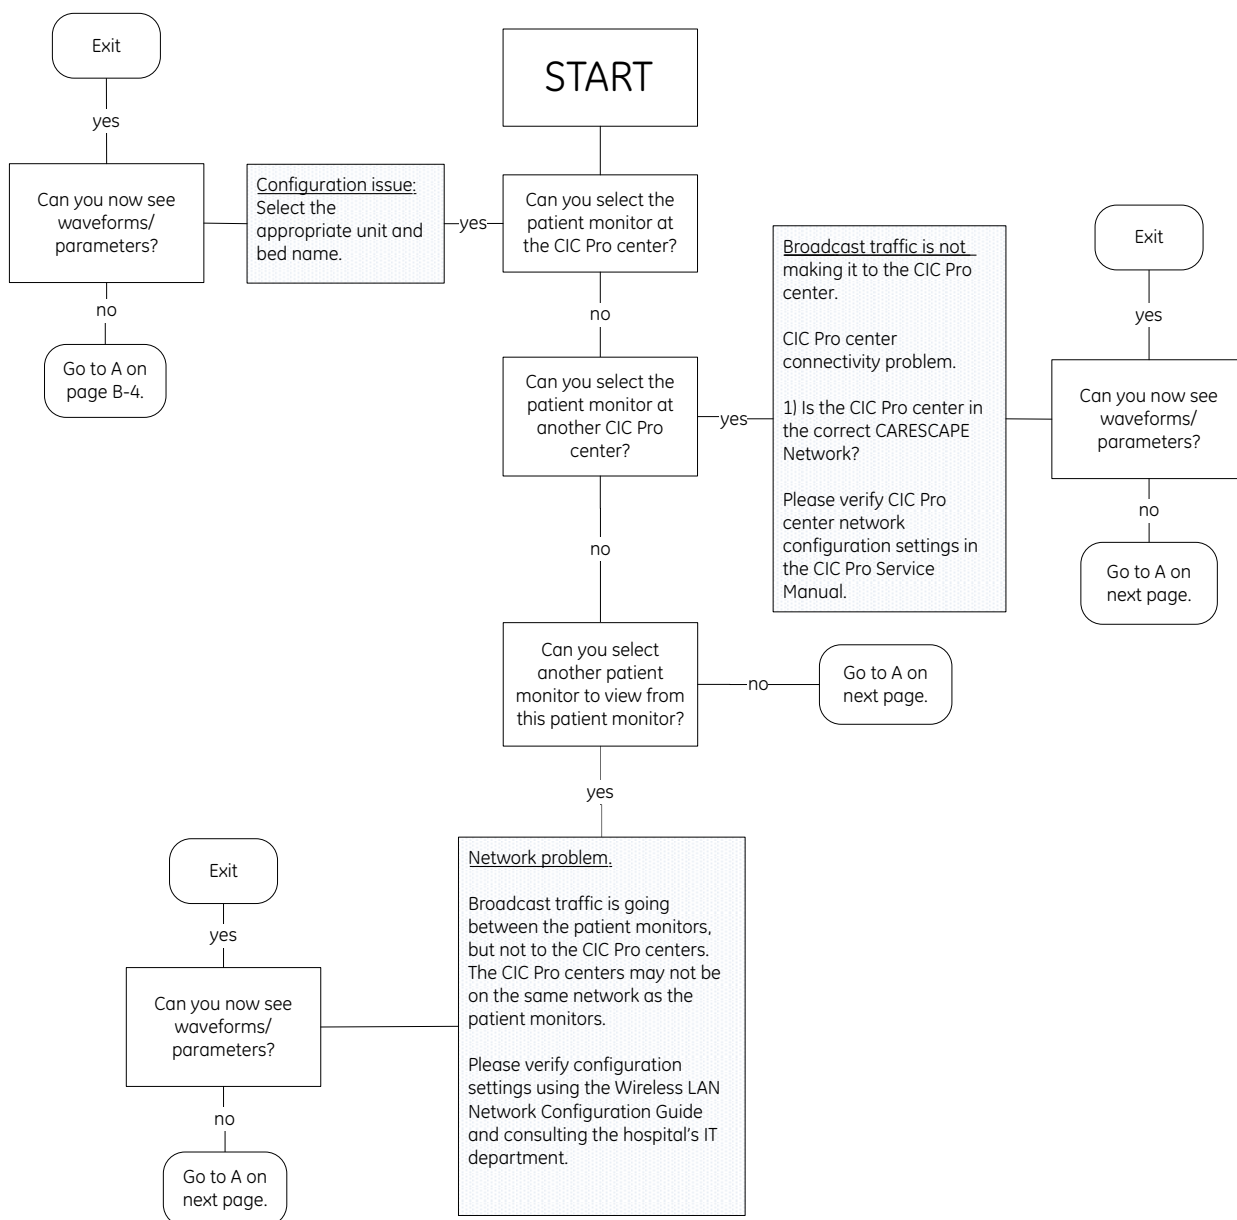 START
Can you select the
patient monitor at
the CIC Pro center?
yes
Configuration issue:
Select the
appropriate unit and
bed name.
Can you now see
waveforms/
parameters?
yes
Exit
no
Go to A on
page B-4.
no
Can you select the
patient monitor at
another CIC Pro
center?
yes
Broadcast traffic is not
making it to the CIC Pro
center.
CIC Pro center
connectivity problem.
1) Is the CIC Pro center in
the correct CARESCAPE
Network?
Please verify CIC Pro
center network
configuration settings in
the CIC Pro Service
Manual.
Can you now see
waveforms/
parameters?
yes
Exit
no
Go to A on
next page.
no
Can you select
another patient
monitor to view from
this patient monitor?
no
Go to A on
next page.
yes
Network problem.
Broadcast traffic is going
between the patient monitors,
but not to the CIC Pro centers.
The CIC Pro centers may not be
on the same network as the
patient monitors.
Please verify configuration
settings using the Wireless LAN
Network Configuration Guide
and consulting the hospital's IT
department.
Can you now see
waveforms/
parameters?
yes
Exit
no
Go to A on
next page.